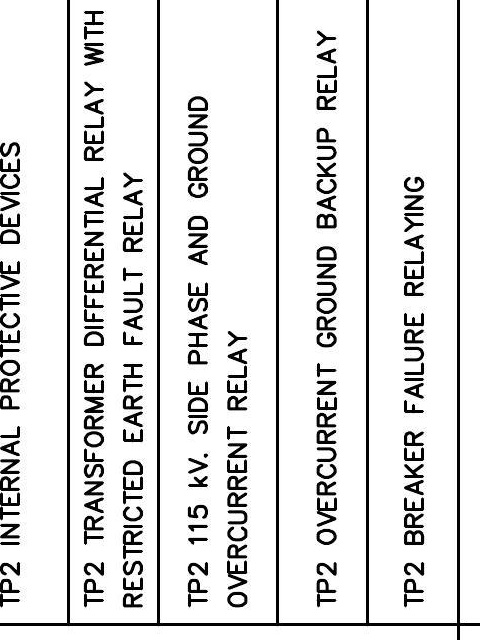 TP2 INTERNAL PROTECTIVE DEVICES
TP2 TRANSFORMER DIFFERENTIAL RELAY WITH
RESTRICTED EARTH FAULT RELAY
TP2 115 kV. SIDE PHASE AND GROUND
OVERCURRENT RELAY
TP2 OVERCURRENT GROUND BACKUP RELAY
TP2 BREAKER FAILURE RELAYING